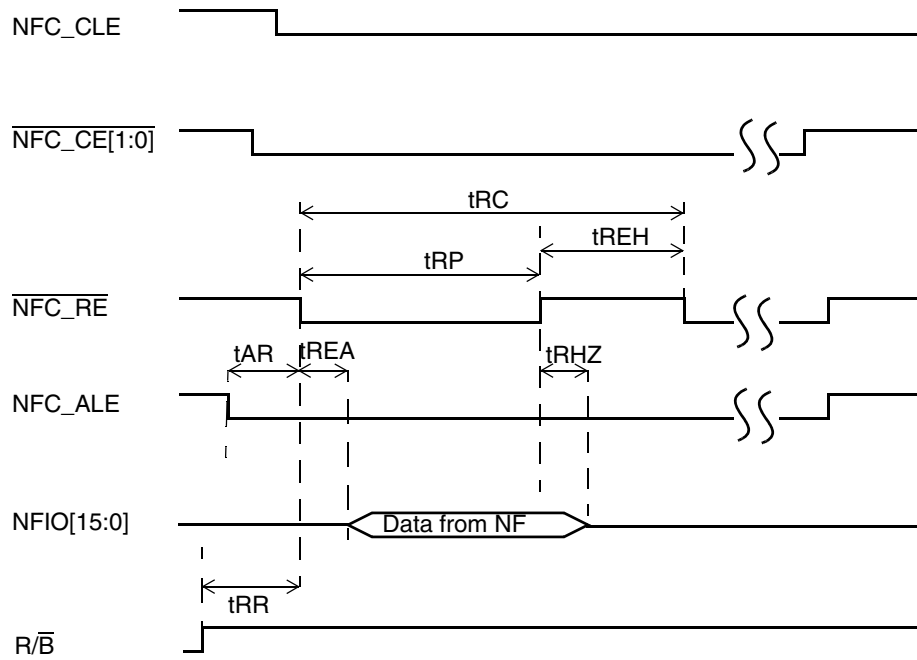 NFC_CLE
NFC_CE[1:0]
tRC
tREH
tRP
NFC_RE
tAR
tREA
tRHZ
NFC_ALE
NFIO[15:0]
Data from NF
tRR
R/B